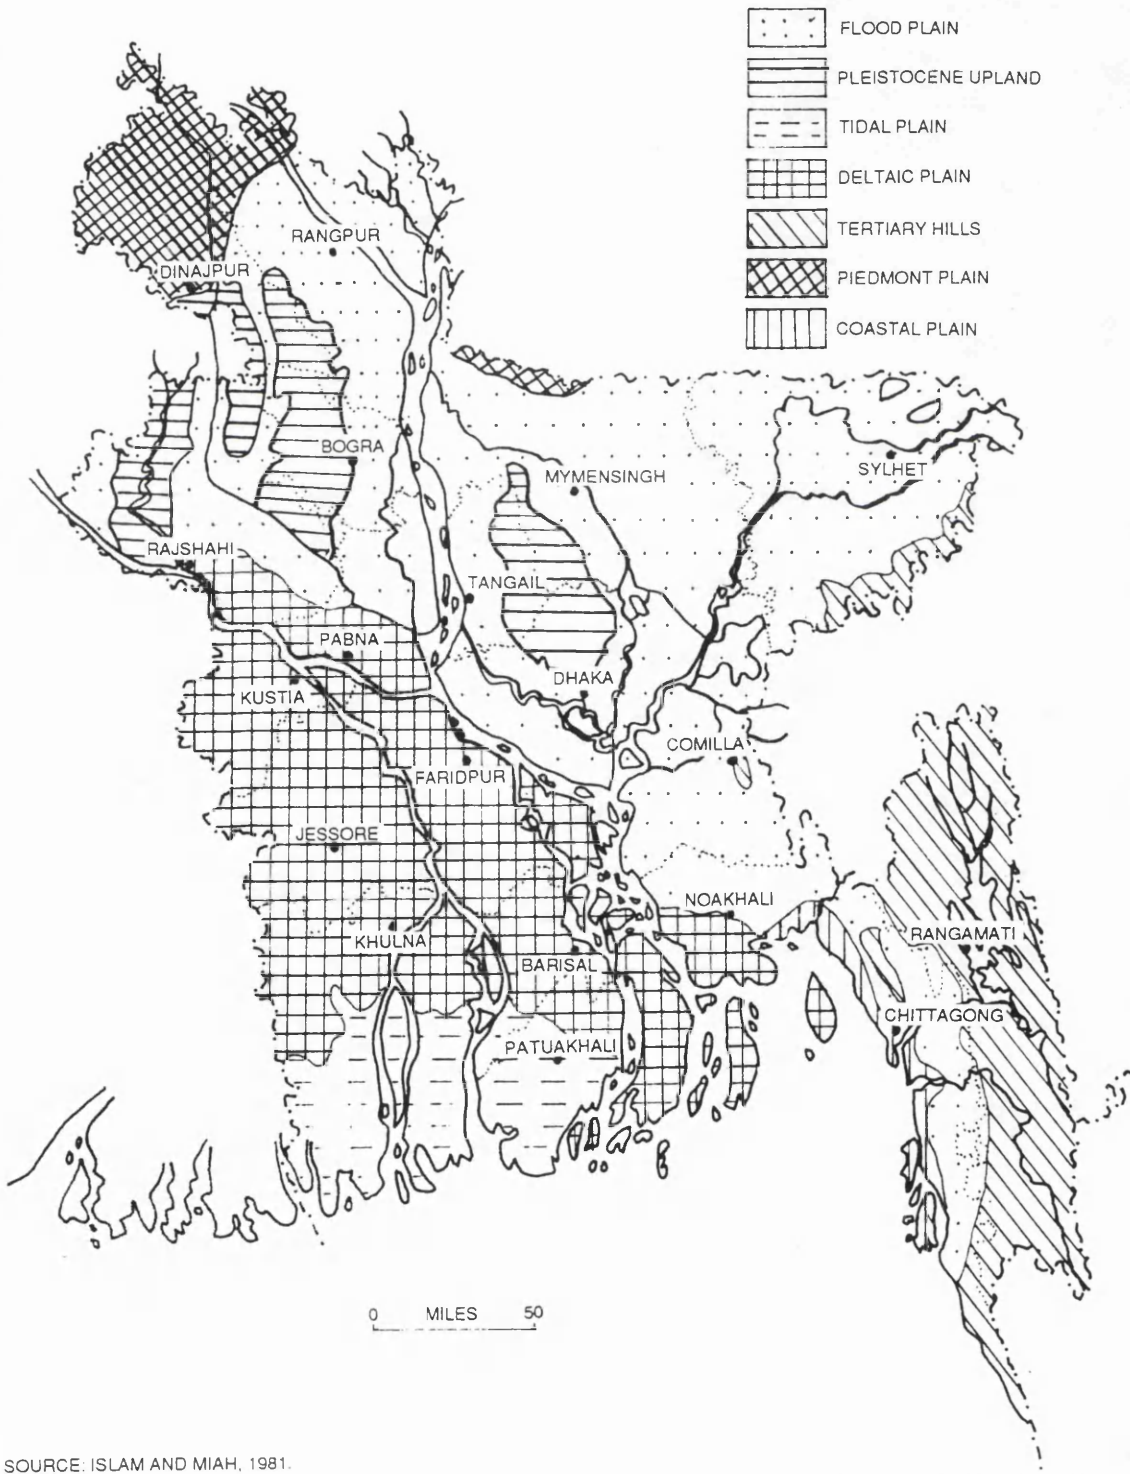 FLOOD PLAIN
PLEISTOCENE UPLAND
TIDAL PLAIN
DELTAIC PLAIN
TERTIARY HILLS
PIEDMONT PLAIN
COASTAL PLAIN
RANGPUR
DINAJPUR
BOGRA
MYMENSINGH
SYLHET
RAJSHAHI
TANGAIL
PABNA
DHAKA
KUSTIA
COMILLA
FARIDPUR
JESSORE
NOAKHALI
KHULNA
RANGAMATI
BARISAL
CHITTAGONG
PATUAKHALI
0 MILES 50
SOURCE: ISLAM AND MIAH, 1981.